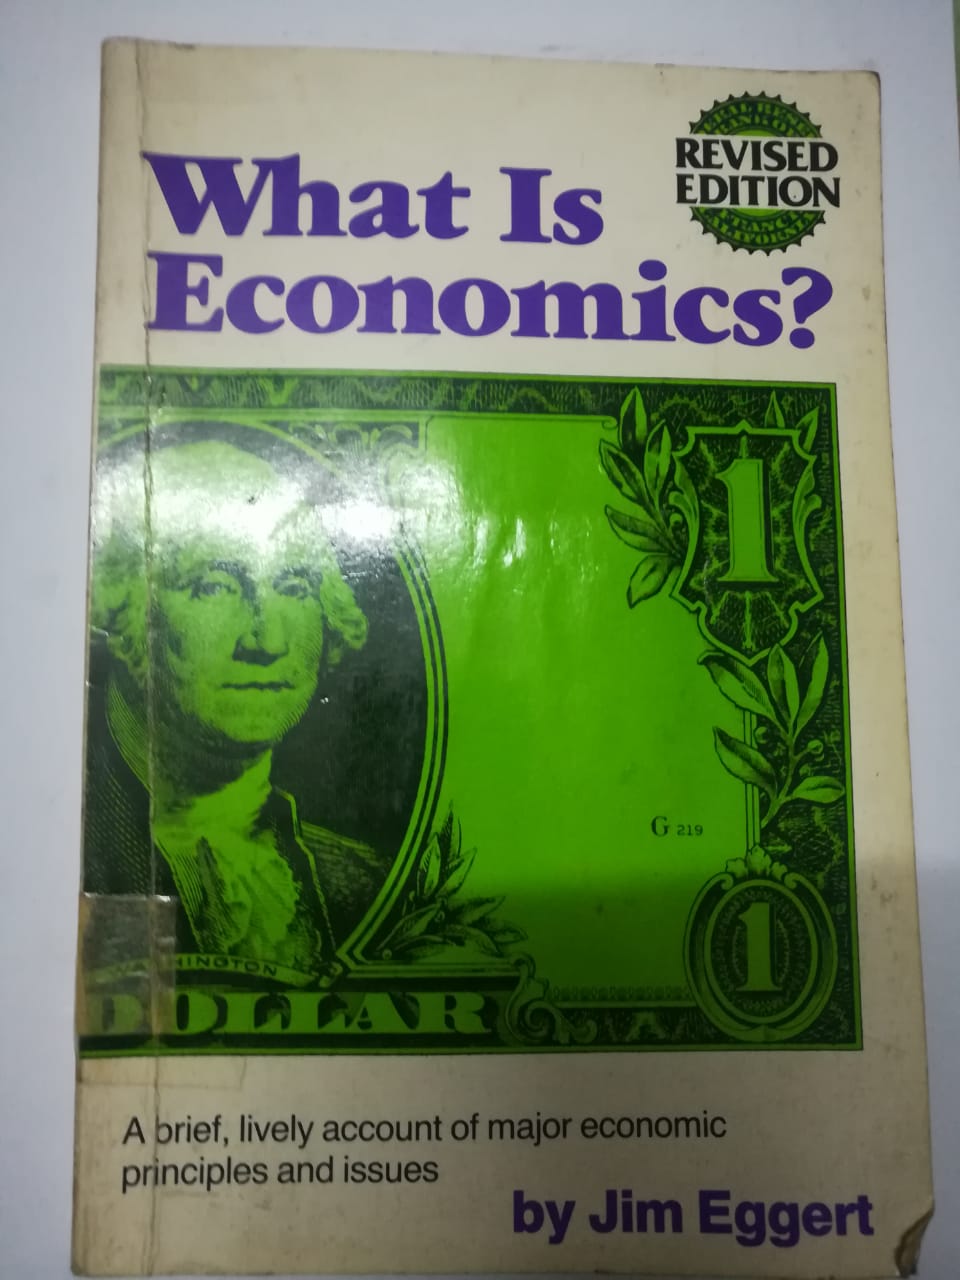 REVISED
EDITION
What Is
Economics?
1
G 219
1
HINGTON
DOLLAR
A brief, lively account of major economic
principles and issues
by Jim Eggert